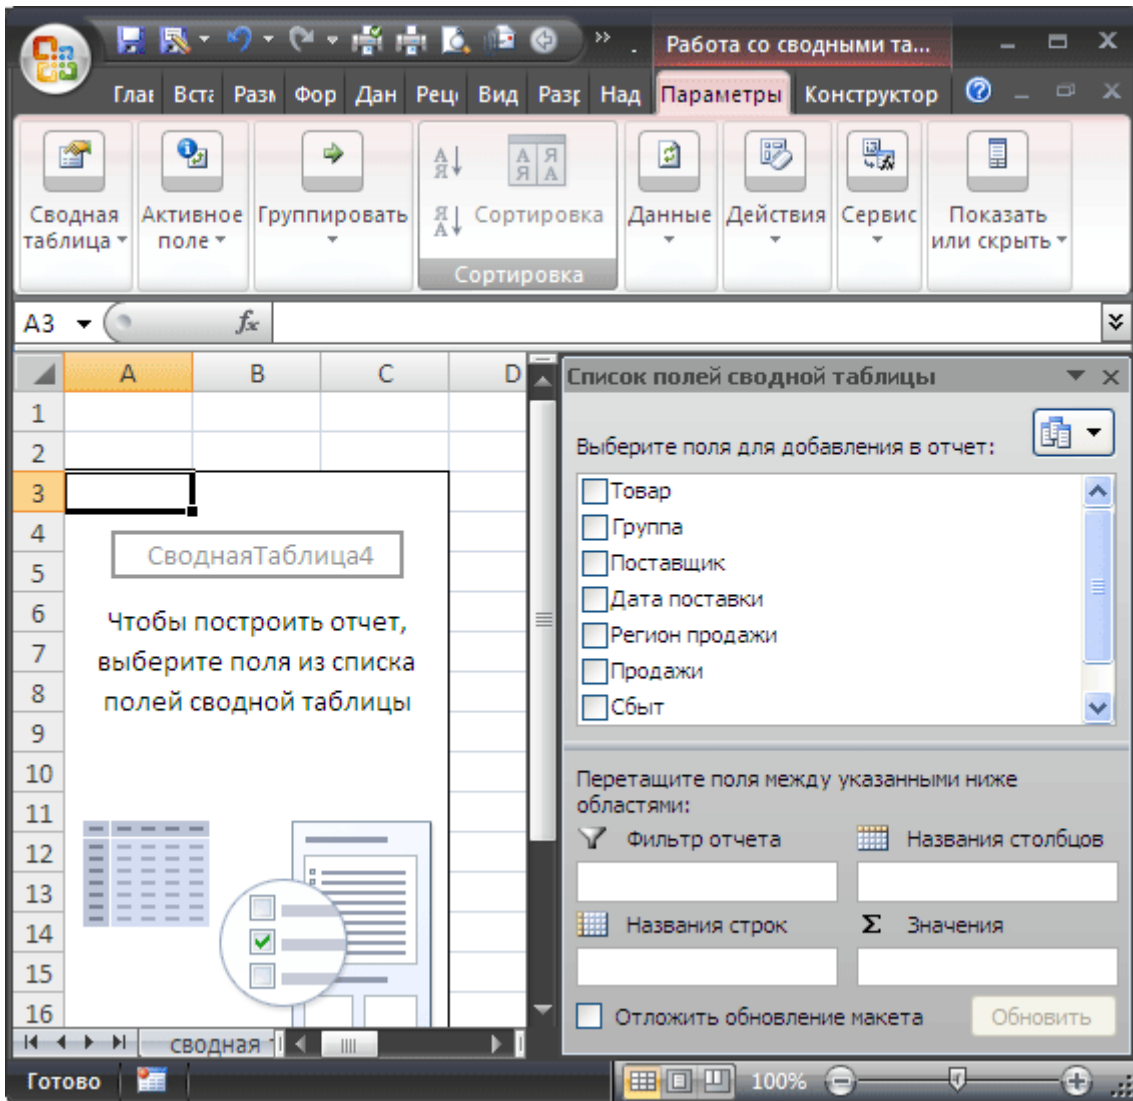 Работа со сводными та...
Глаг Вста Разм Фор Дан Реці Вид Разр Над Параметры Конструктор
Сводная таблица
Активное поле
Группировать
А Я
Я А
А Я
Я А
Сортировка
Данные
Действия
Сервис
Показать или скрыть
Сортировка
A3
fx
A B C D
1
2
3
4
5
6
7
8
9
10
11
12
13
14
15
16
СводнаяТаблица4
Чтобы построить отчет,
выберите поля из списка
полей сводной таблицы
Список полей сводной таблицы
Выберите поля для добавления в отчет:
Товар
Группа
Поставщик
Дата поставки
Регион продажи
Продажи
Сбыт
Перетащите поля между указанными ниже
областями:
Фильтр отчета
Названия столбцов
Названия строк
Σ Значения
Отложить обновление макета
Обновить
сводная
Готово
100%